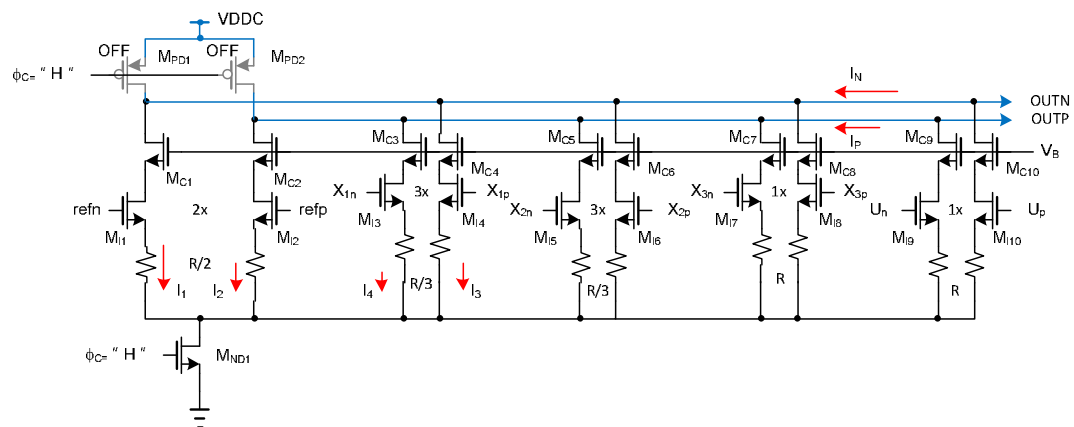 VDDC
OFF
M_PD1
OFF
M_PD2
ϕ_C= " H "
I_N
OUTN
OUTP
I_P
M_C3
M_C5
M_C7
M_C9
V_B
M_C1
M_C2
M_C4
M_C6
M_C8
M_C10
X_1n
3x
X_1p
X_3n
1x
X_3p
refn
2x
refp
M_I3
M_I4
X_2n
3x
X_2p
M_I7
M_I8
U_n
1x
U_p
M_I1
M_I2
M_I5
M_I6
M_I9
M_I10
R/2
I_1
I_2
I_4
R/3
I_3
R/3
R
R
ϕ_C= " H "
M_ND1